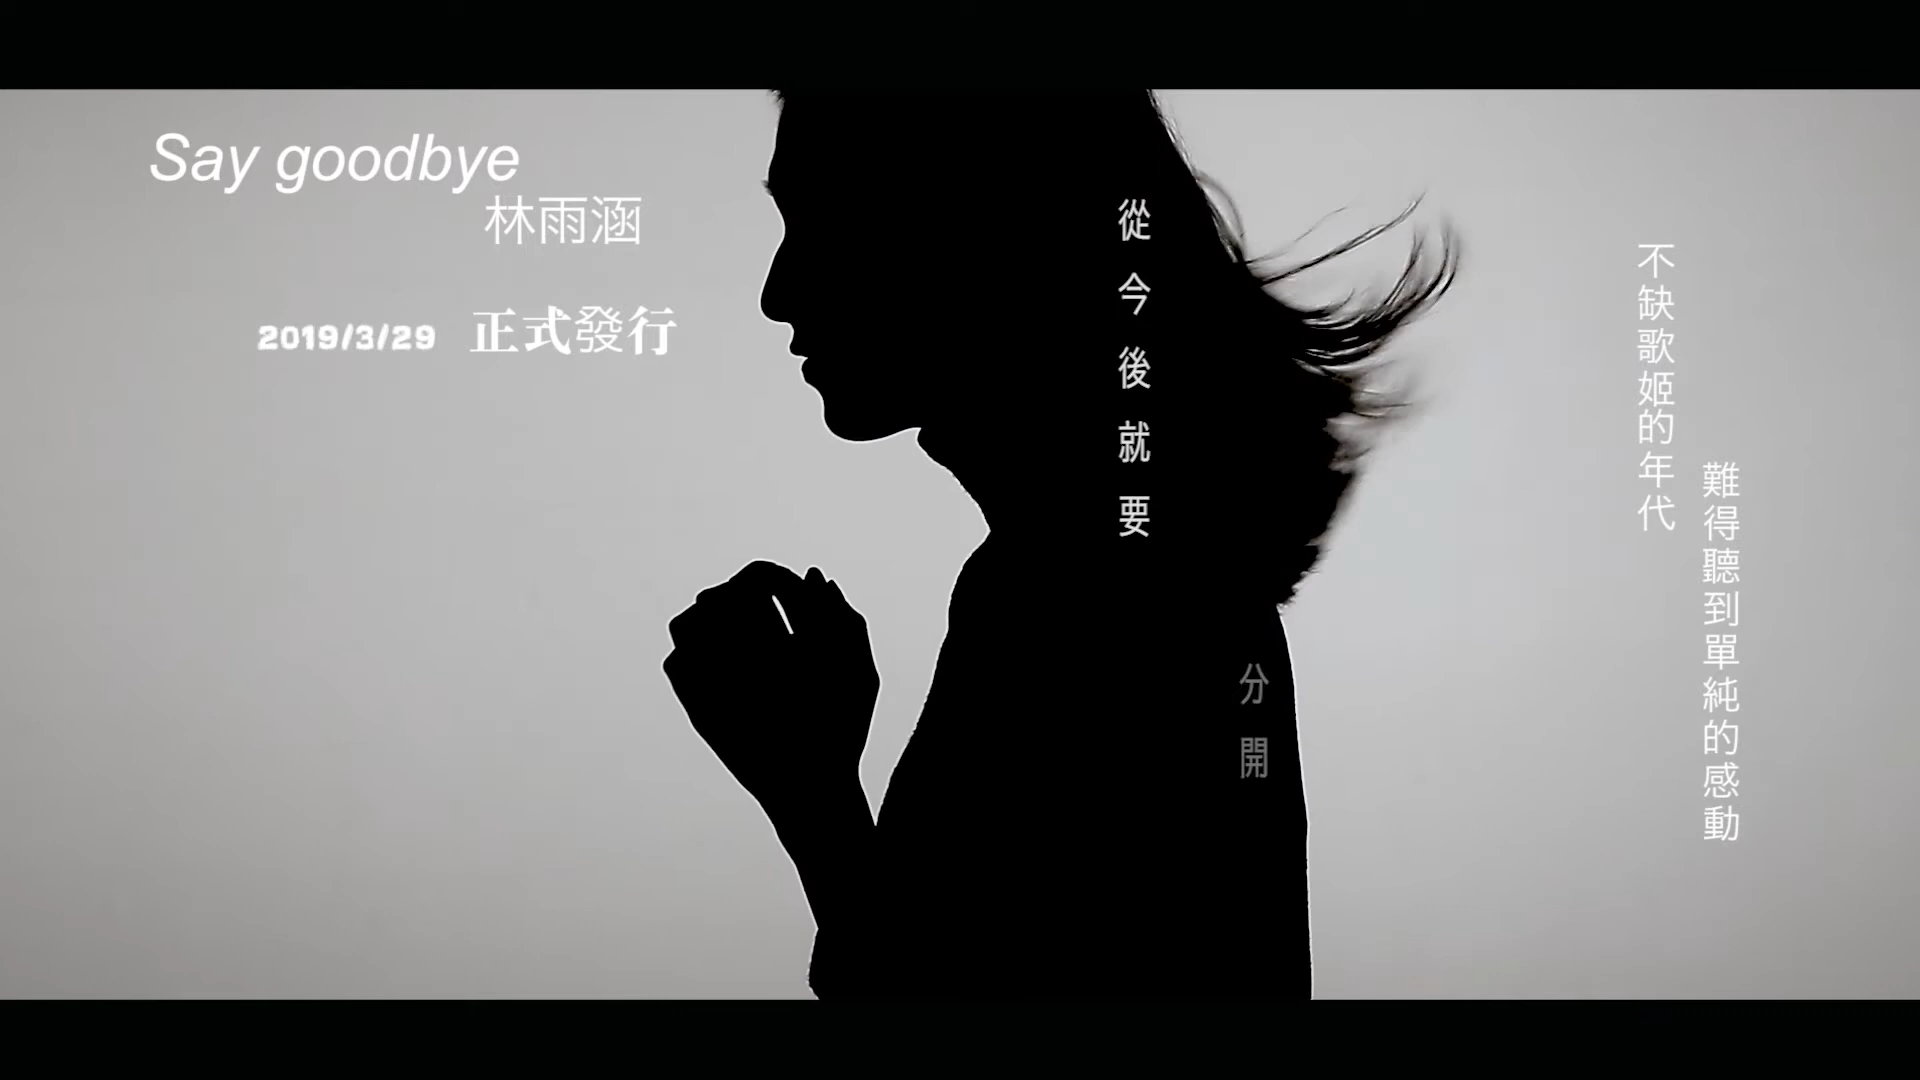 Say goodbye
林雨涵
2019/3/29 正式發行
從今後就要
分開
不缺歌姬的年代
難得聽到單純的感動